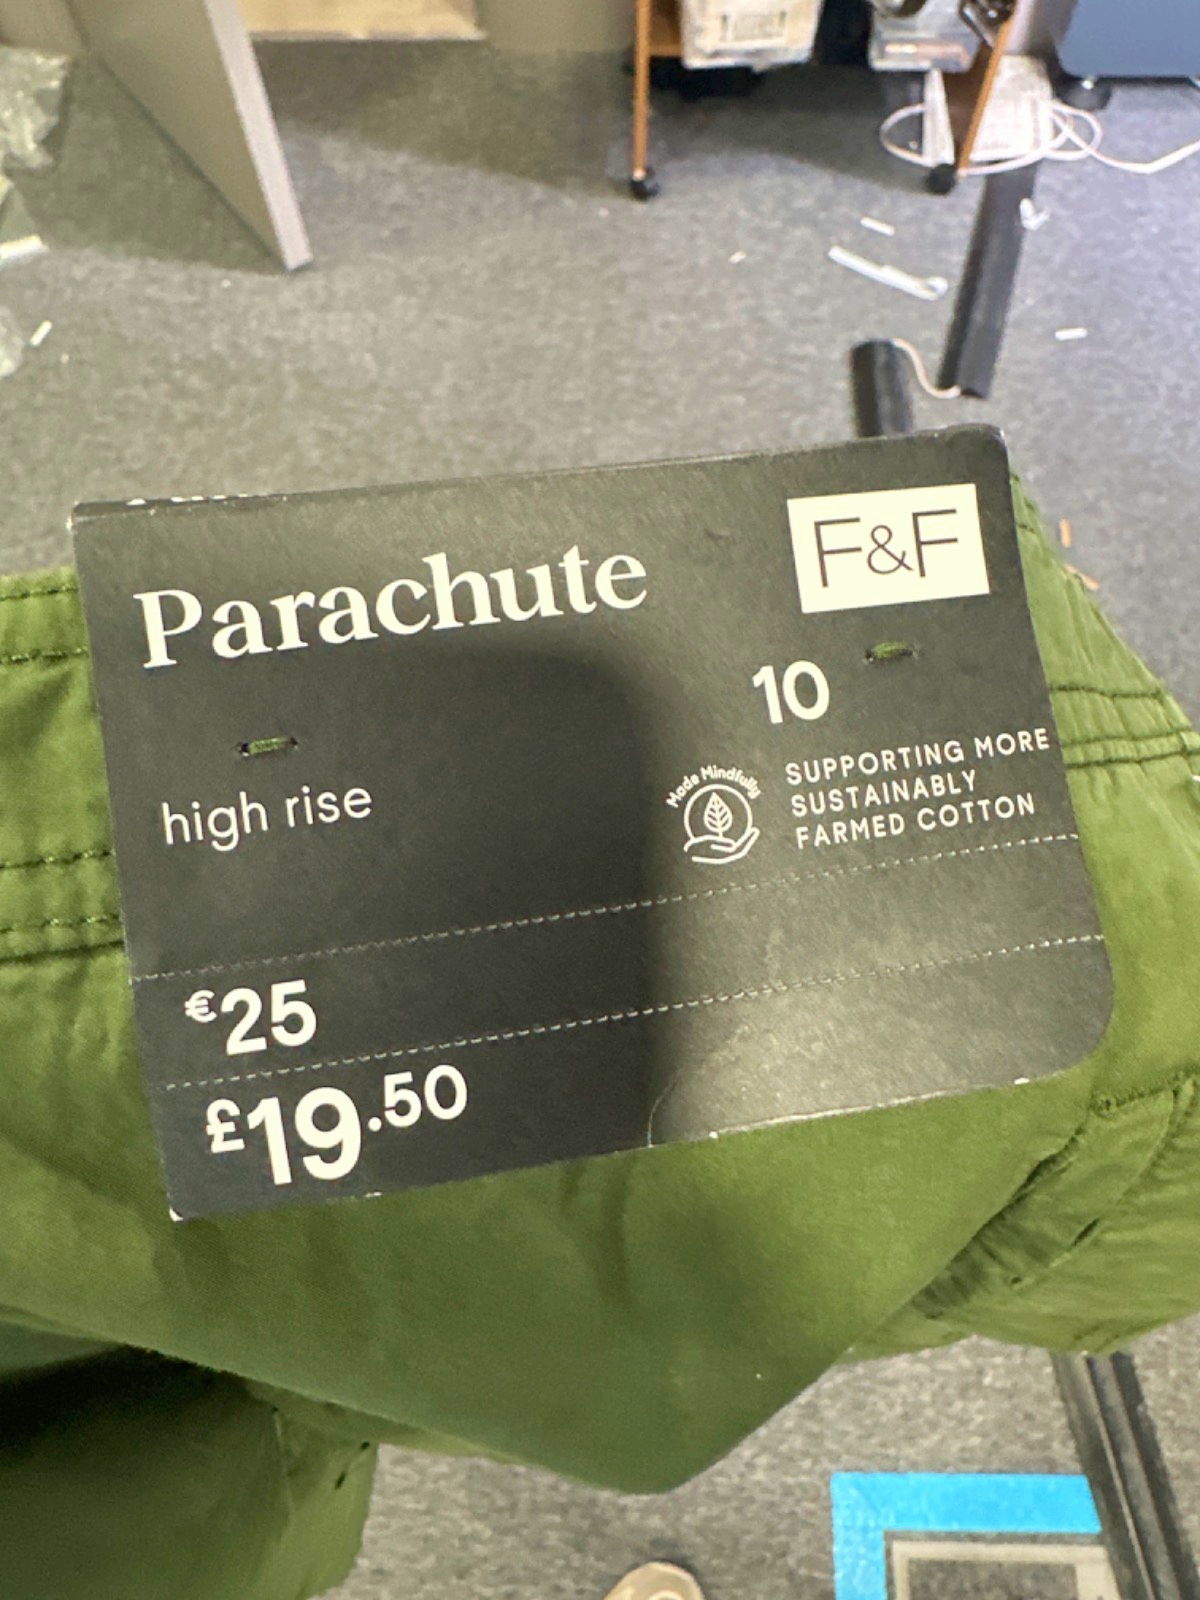 Parachute
F&F
10
high rise
Made Mindfully
SUPPORTING MORE
SUSTAINABLY
FARMED COTTON
€25
£19.50